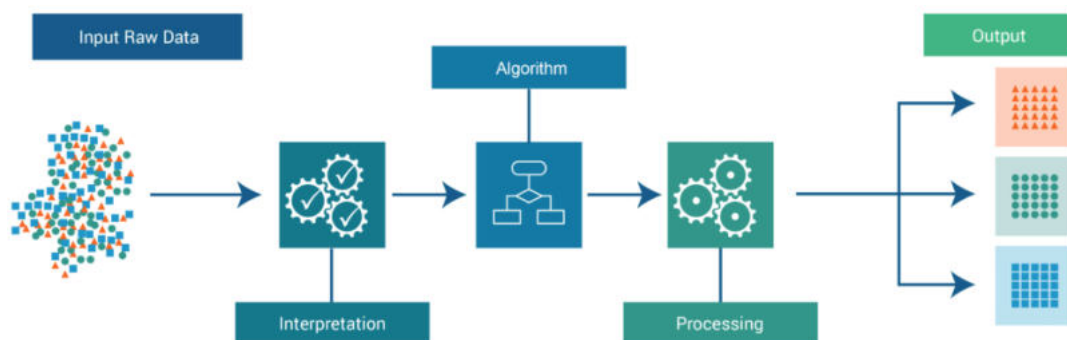 Input Raw Data
Algorithm
Output
Interpretation
Processing